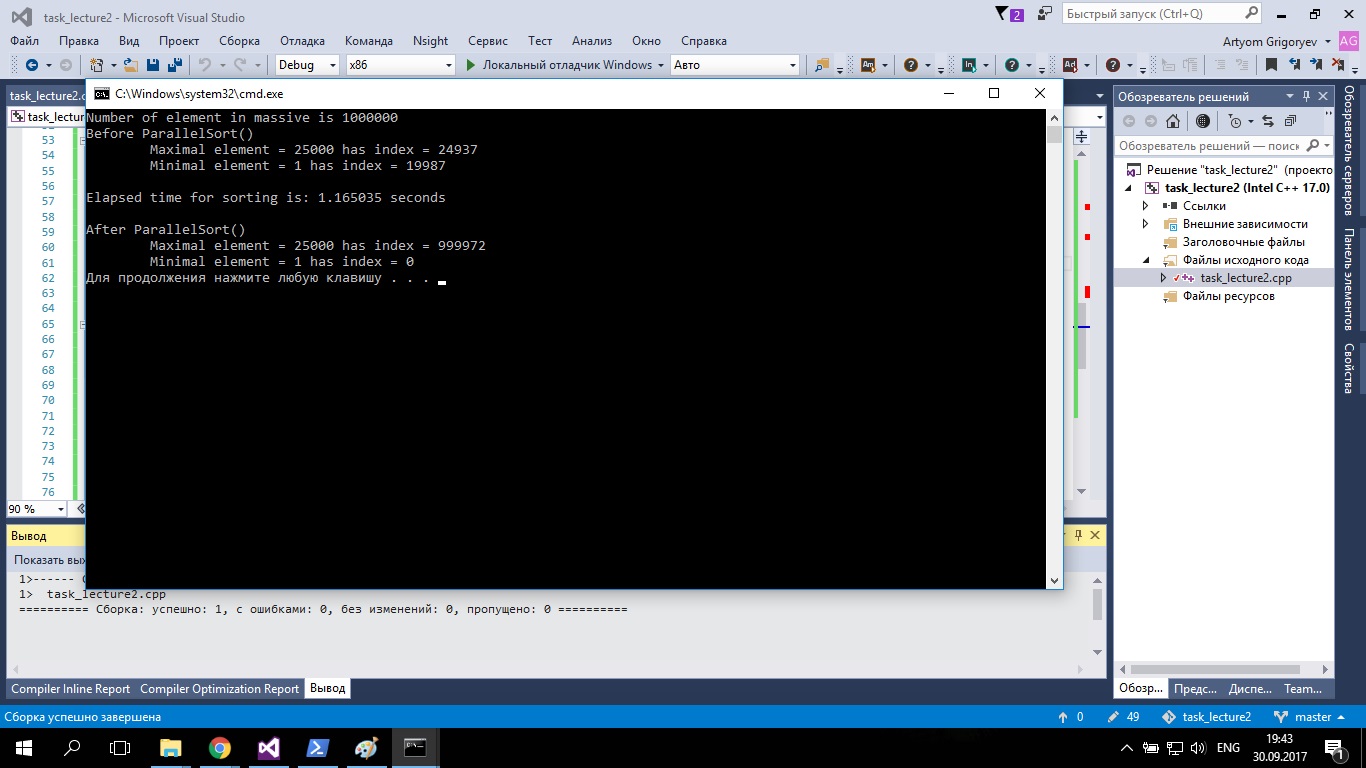 task_lecture2 - Microsoft Visual Studio
2
Быстрый запуск (Ctrl+Q)
Файл Правка Вид Проект Сборка Отладка Команда Nsight Сервис Тест Анализ Окно Справка
Artyom Grigoryev AG
Debug x86 Локальный отладчик Windows Авто
C:\Windows\system32\cmd.exe
Number of element in massive is 1000000
Before ParallelSort()
Maximal element = 25000 has index = 24937
Minimal element = 1 has index = 19987
Elapsed time for sorting is: 1.165035 seconds
After ParallelSort()
Maximal element = 25000 has index = 999972
Minimal element = 1 has index = 0
Для продолжения нажмите любую клавишу . . .
53
54
55
56
57
58
59
60
61
62
63
64
65
66
67
68
69
70
71
72
73
74
75
76
90 %
Обозреватель решений
Обозреватель решений — поиск
Решение "task_lecture2" (проекто
task_lecture2 (Intel C++ 17.0)
Ссылки
Внешние зависимости
Заголовочные файлы
Файлы исходного кода
task_lecture2.cpp
Файлы ресурсов
Обозреватель серверов
Панель элементов
Свойства
Вывод
Показать
1>------
1> task_lecture2.cpp
========== Сборка: успешно: 1, с ошибками: 0, без изменений: 0, пропущено: 0 ==========
Compiler Inline Report Compiler Optimization Report Вывод
Обозр... Предс... Диспе... Team...
Сборка успешно завершена
0 49 task_lecture2 master
ENG
19:43
30.09.2017
1